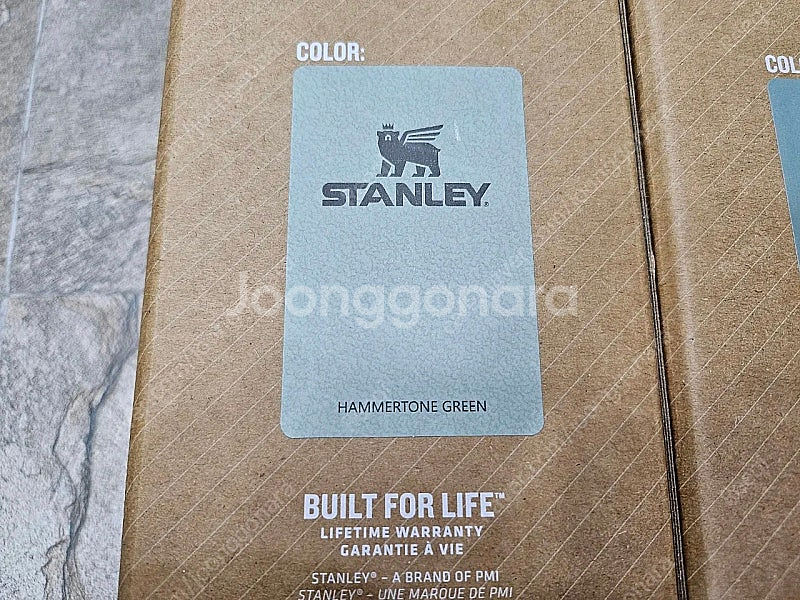 COLOR:
STANLEY®
HAMMERTONE GREEN
BUILT FOR LIFE™
LIFETIME WARRANTY
GARANTIE À VIE
STANLEY® – A BRAND OF PMI
STANLEY® – UNE MARQUE DE PMI
COL
Joonggonara